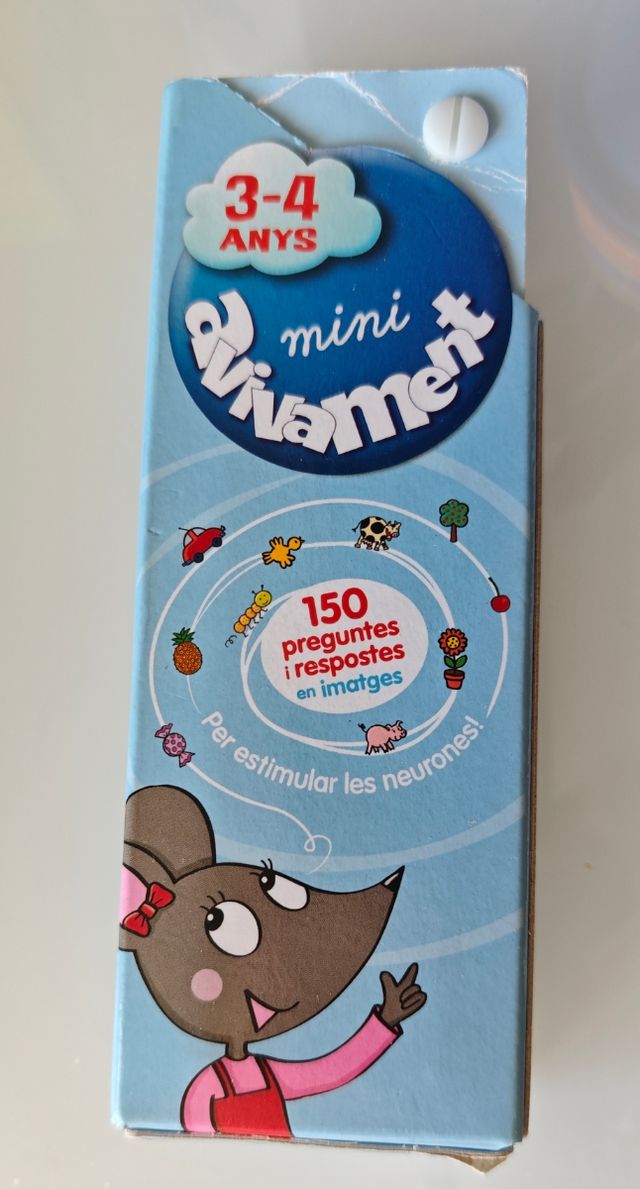 3-4
ANYS
mini
avivament
150
preguntes
i respostes
en imatges
Per estimular les neurones!